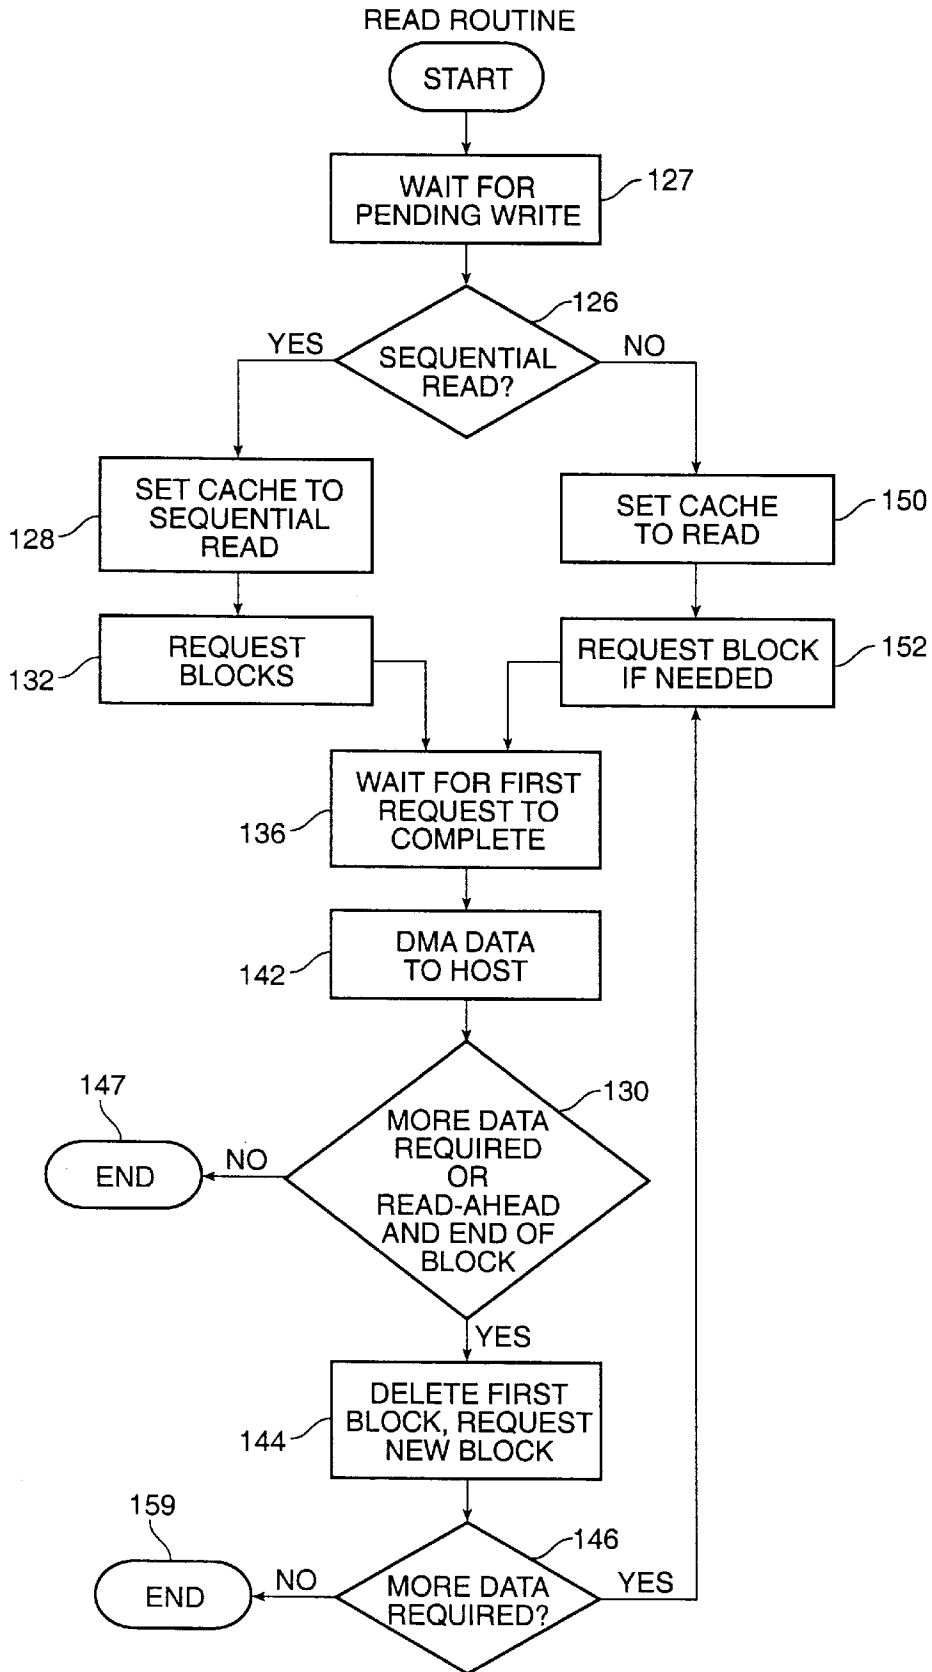 READ ROUTINE
START
WAIT FOR
PENDING WRITE
127
126
YES
SEQUENTIAL
READ?
NO
SET CACHE TO
SEQUENTIAL
READ
128
SET CACHE
TO READ
150
REQUEST
BLOCKS
132
REQUEST BLOCK
IF NEEDED
152
WAIT FOR FIRST
REQUEST TO
COMPLETE
136
DMA DATA
TO HOST
142
147
END
NO
130
MORE DATA
REQUIRED
OR
READ-AHEAD
AND END OF
BLOCK
YES
DELETE FIRST
BLOCK, REQUEST
NEW BLOCK
144
159
END
NO
146
MORE DATA
REQUIRED?
YES